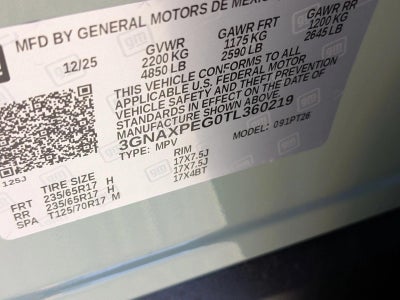 MFD BY GENERAL MOTORS DE MEXICO
12/25 GVWR GAWR FRT GAWR RR
2200 KG 1175 KG 1200 KG
4850 LB 2590 LB 2645 LB
THIS VEHICLE CONFORMS TO ALL
APPLICABLE U.S. FEDERAL MOTOR
VEHICLE SAFETY AND THEFT PREVENTION
STANDARDS IN EFFECT ON THE DATE OF
MANUFACTURE SHOWN ABOVE.
3GNAXPEG0TL360219
TYPE: MPV MODEL: 091PT26
125J
TIRE SIZE RIM
FRT 235/65R17 H 17X7.5J
RR 235/65R17 H 17X7.5J
SPA T125/70R17 M 17X4BT
gm